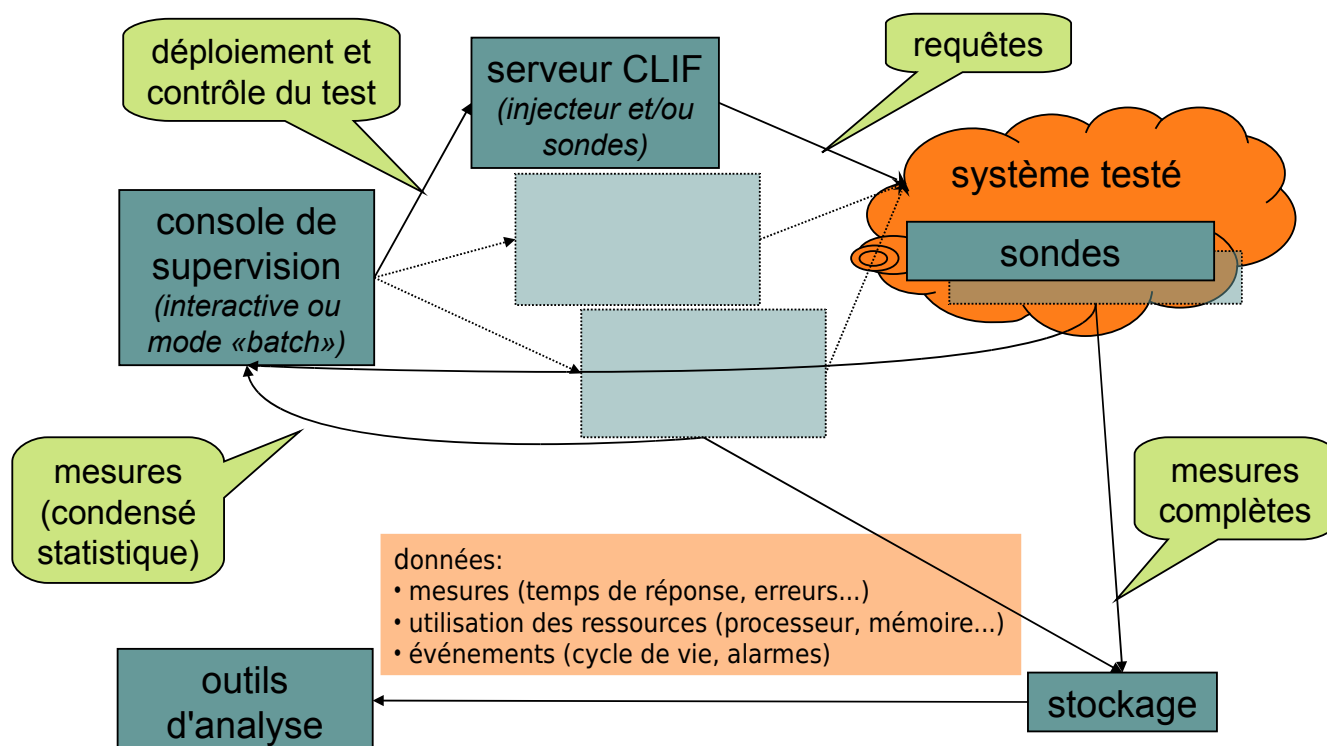 déploiement et
contrôle du test
serveur CLIF
(injecteur et/ou
sondes)
requêtes
système testé
sondes
console de
supervision
(interactive ou
mode «batch»)
mesures
(condensé
statistique)
mesures
complètes
données:
• mesures (temps de réponse, erreurs...)
• utilisation des ressources (processeur, mémoire...)
• événements (cycle de vie, alarmes)
outils
d'analyse
stockage